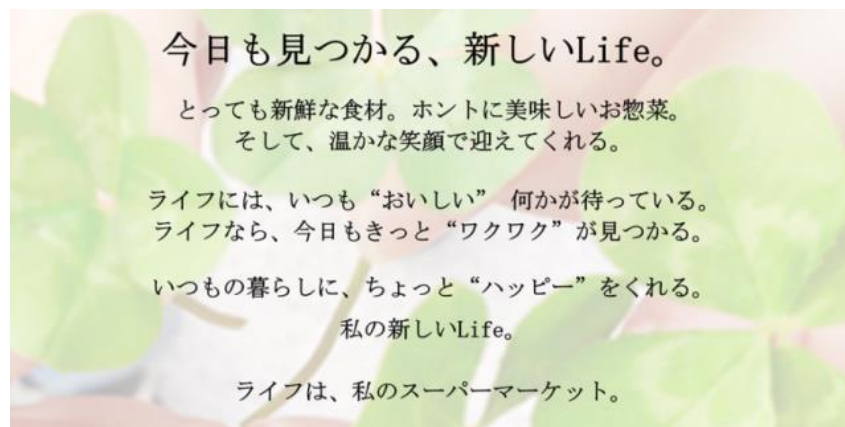 今日も見つかる、新しいLife。
とっても新鮮な食材。ホントに美味しいお惣菜。
そして、温かな笑顔で迎えてくれる。
ライフには、いつも“おいしい” 何かが待っている。
ライフなら、今日もきっと“ワクワク”が見つかる。
いつもの暮らしに、ちょっと“ハッピー”をくれる。
私の新しいLife。
ライフは、私のスーパーマーケット。